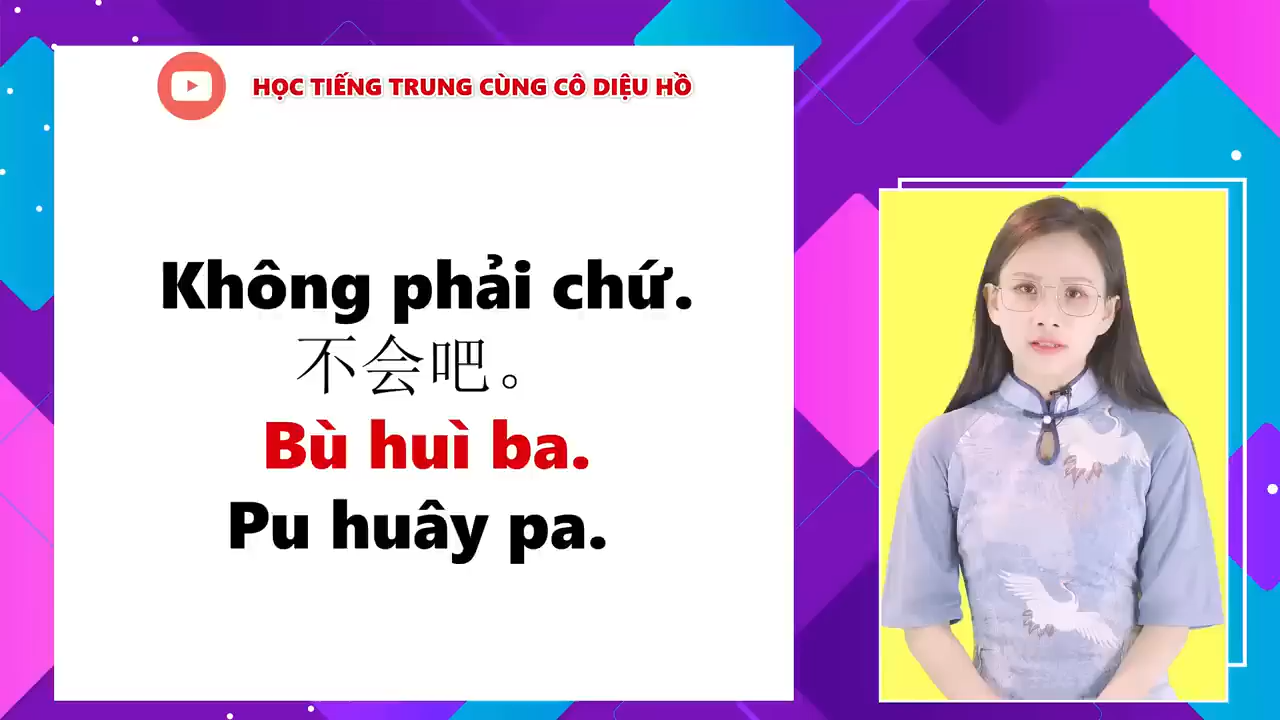 HỌC TIẾNG TRUNG CÙNG CÔ DIỆU HỒ
Không phải chứ.
不会吧。
Bù huì ba.
Pu huây pa.